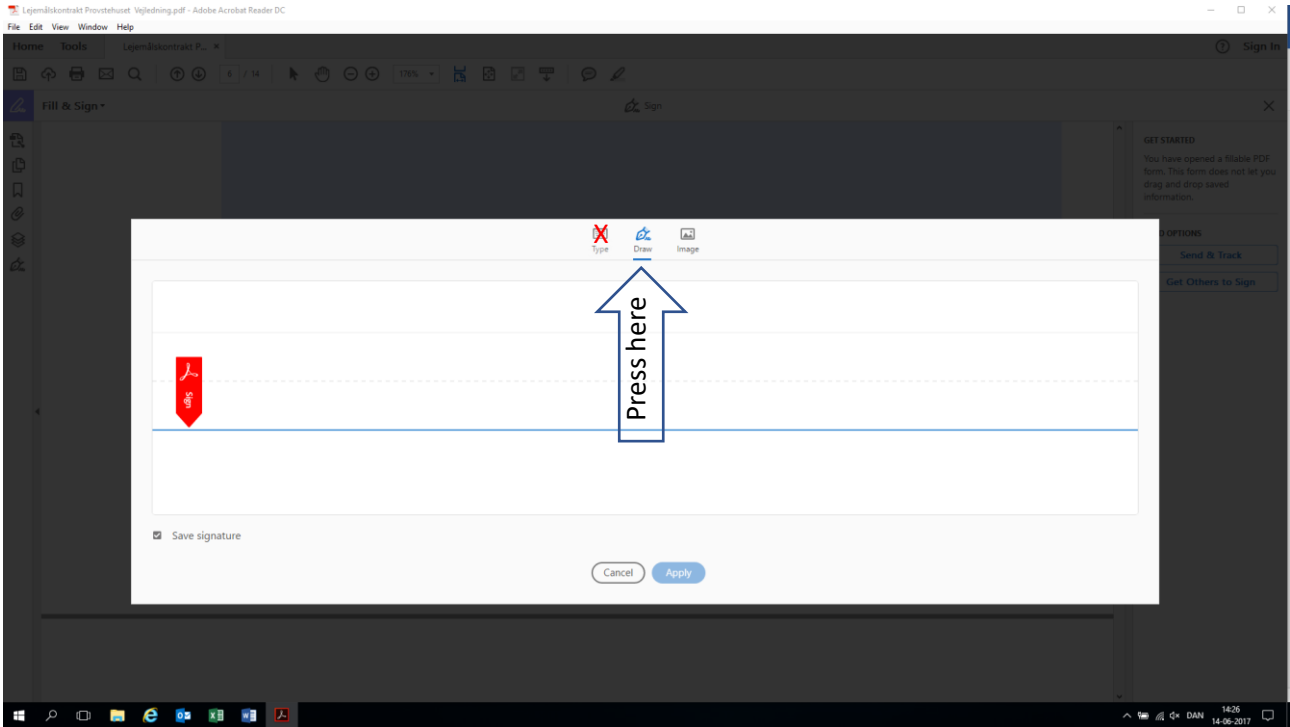 Lejemålskontrakt Provstehuset Vejledning.pdf - Adobe Acrobat Reader DC
File Edit View Window Help
Home Tools Lejemålskontrakt P... ×
Sign In
6 / 14 176%
Fill & Sign
Sign
GET STARTED
You have opened a fillable PDF
form. This form does not let you
drag and drop saved
information.
D OPTIONS
Send & Track
Get Others to Sign
Type Draw Image
Press here
Sign
Save signature
Cancel Apply
DAN
14:26
14-06-2017